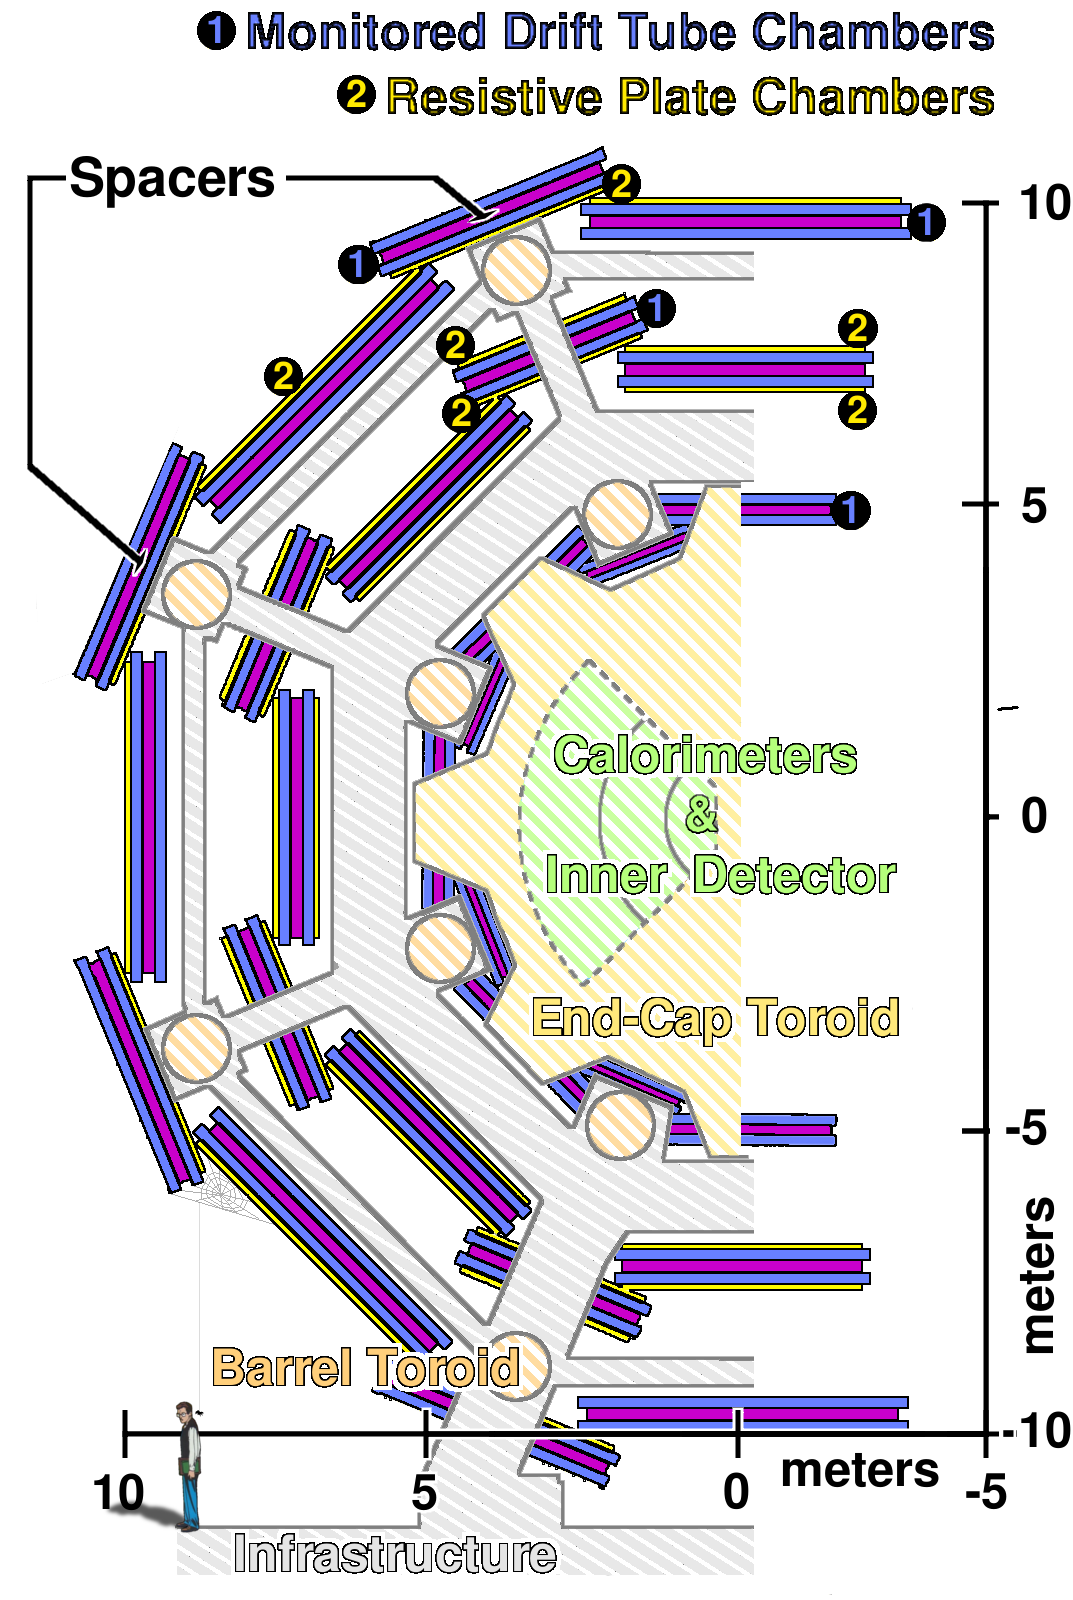 1 Monitored Drift Tube Chambers
2 Resistive Plate Chambers
Spacers
2
10
1
1
1
2
2
2
2
2
5
1
Calorimeters
0
&
Inner Detector
End-Cap Toroid
-5
meters
Barrel Toroid
-10
meters
10
5
0
-5
Infrastructure